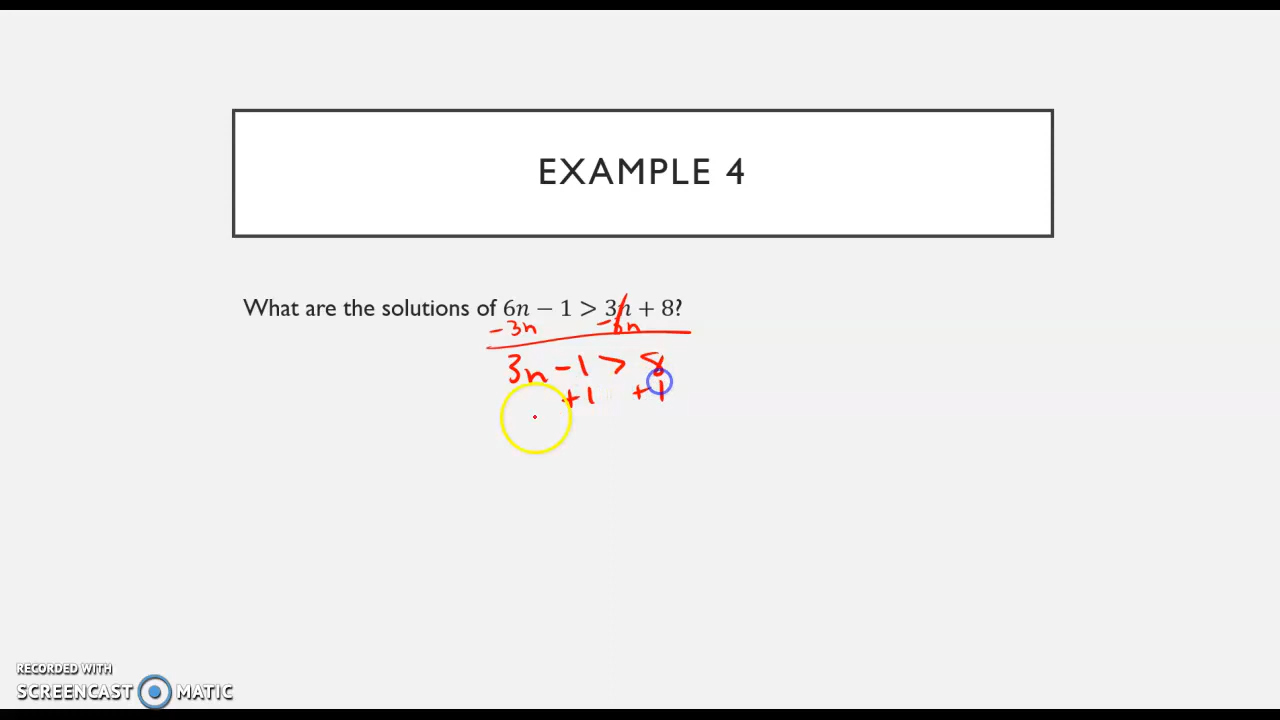 EXAMPLE 4
What are the solutions of 6n − 1 > 3n + 8?
-3n -3n
3n - 1 > 8
+1 +1
RECORDED WITH
SCREENCAST MATIC